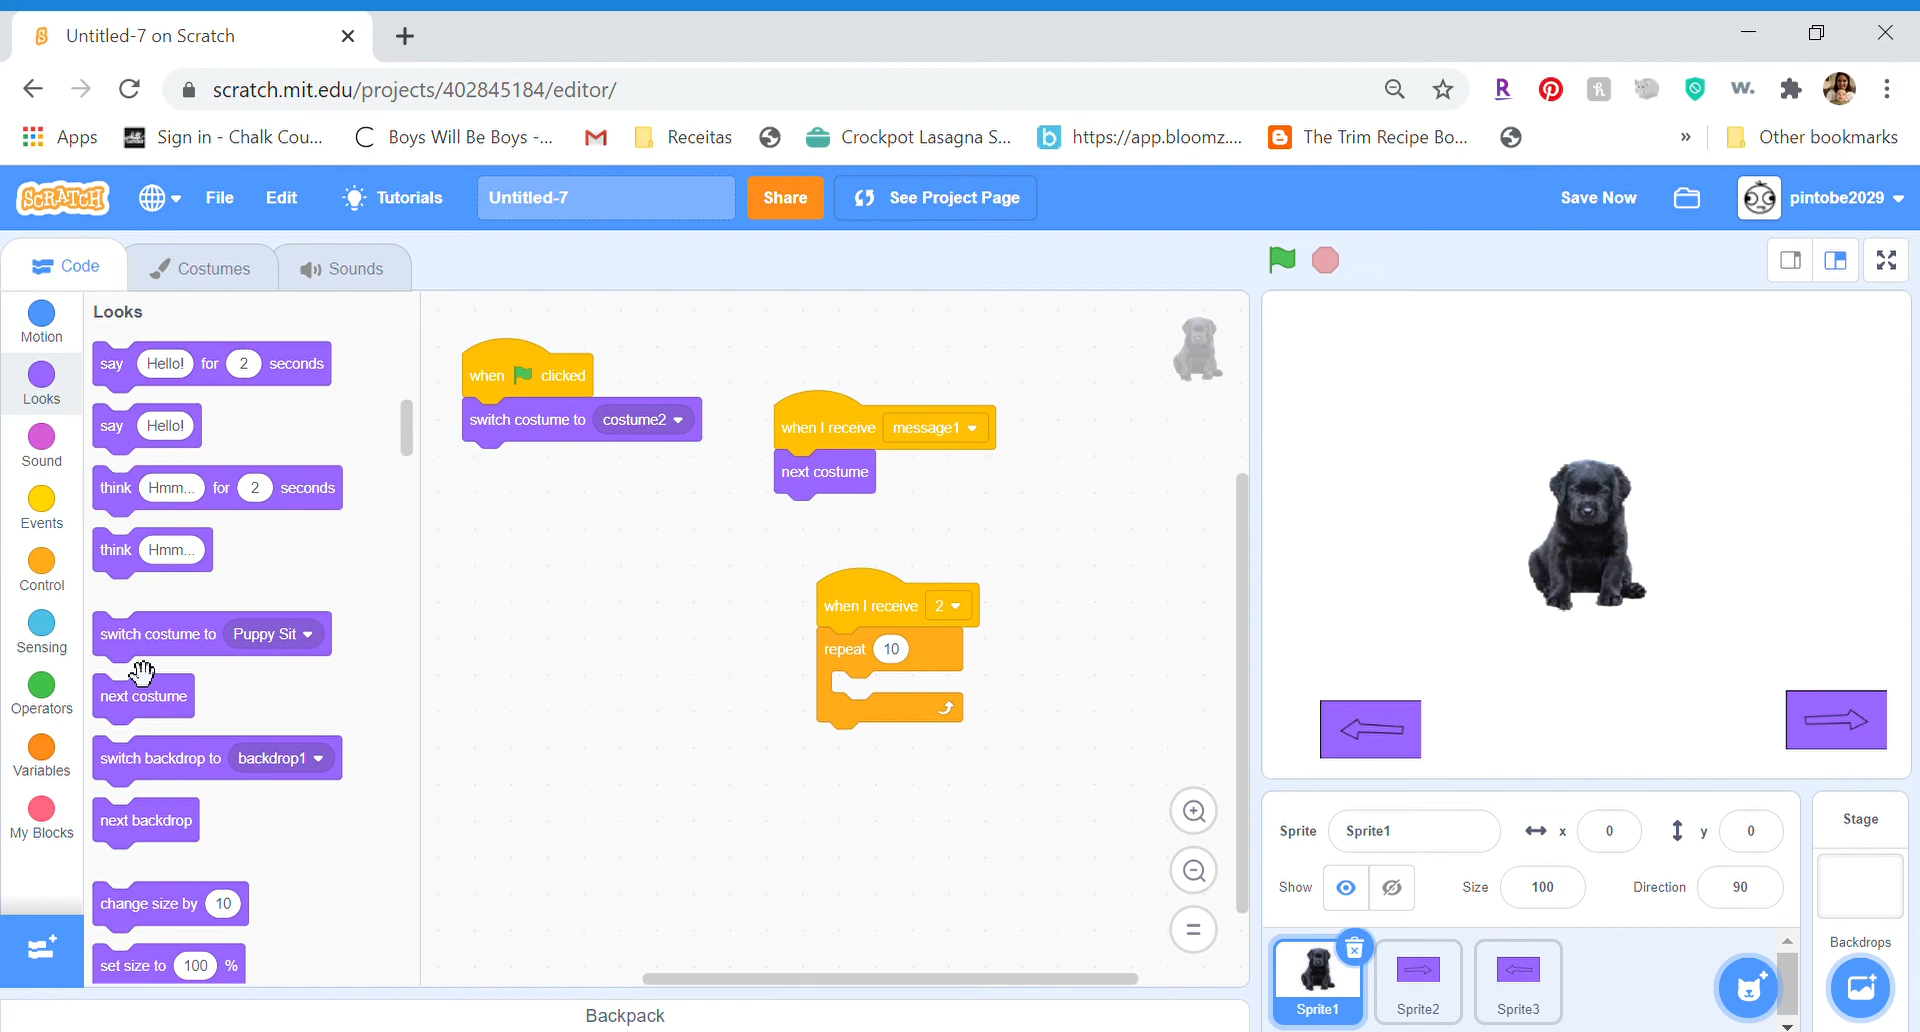 Untitled-7 on Scratch
scratch.mit.edu/projects/402845184/editor/
Apps
Sign in - Chalk Cou...
Boys Will Be Boys -...
Receitas
Crockpot Lasagna S...
https://app.bloomz....
The Trim Recipe Bo...
»
Other bookmarks
SCRATCH
File
Edit
Tutorials
Untitled-7
Share
See Project Page
Save Now
pintobe2029
Code
Costumes
Sounds
Motion
Looks
Sound
Events
Control
Sensing
Operators
Variables
My Blocks
Looks
say Hello! for 2 seconds
say Hello!
think Hmm... for 2 seconds
think Hmm...
switch costume to Puppy Sit
next costume
switch backdrop to backdrop1
next backdrop
change size by 10
set size to 100 %
when clicked
switch costume to costume2
when I receive message1
next costume
when I receive 2
repeat 10
Backpack
Sprite Sprite1 x 0 y 0
Show Size 100 Direction 90
Sprite1
Sprite2
Sprite3
Stage
Backdrops